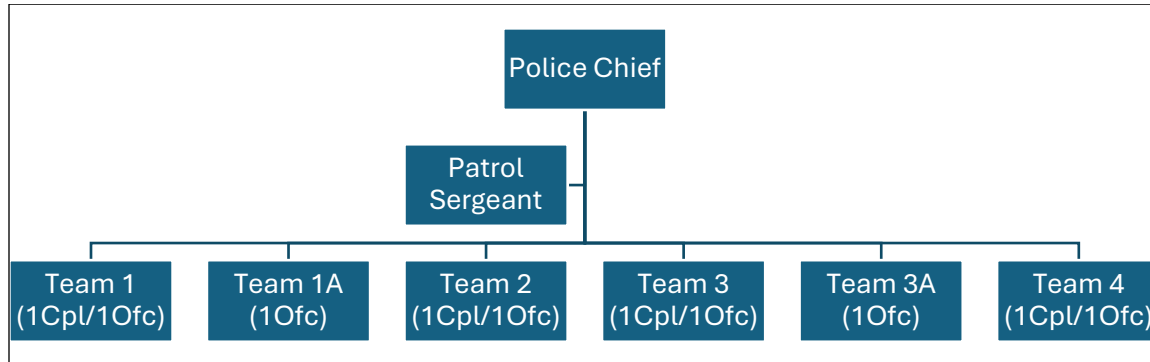 Police Chief
Patrol
Sergeant
Team 1
(1Cpl/1Ofc)
Team 1A
(1Ofc)
Team 2
(1Cpl/1Ofc)
Team 3
(1Cpl/1Ofc)
Team 3A
(1Ofc)
Team 4
(1Cpl/1Ofc)